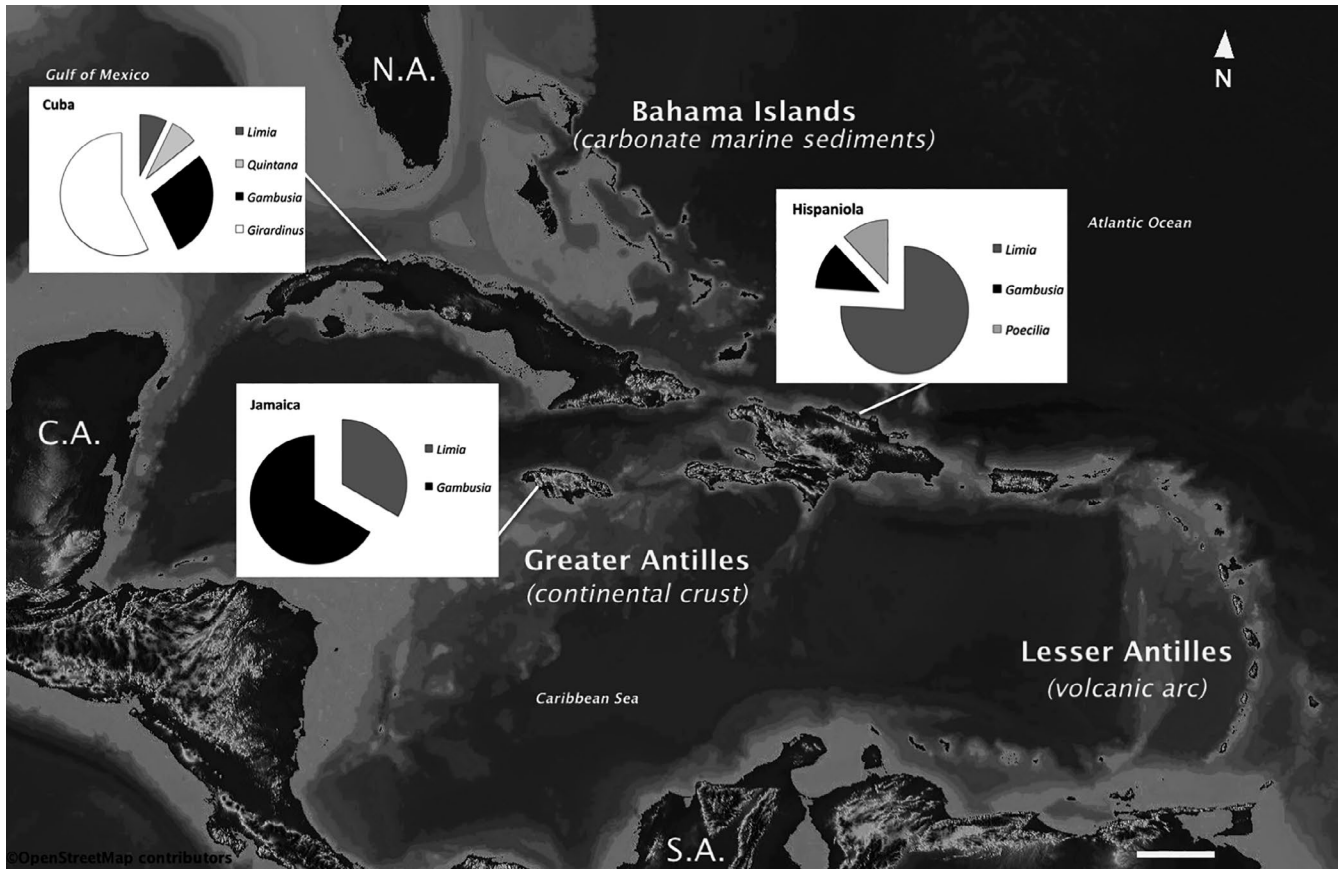 N.A.
Gulf of Mexico
N
Cuba
Limia
Quintana
Gambusia
Girardinus
Bahama Islands
(carbonate marine sediments)
Hispaniola
Limia
Gambusia
Poecilia
Atlantic Ocean
Jamaica
Limia
Gambusia
C.A.
Greater Antilles
(continental crust)
Lesser Antilles
(volcanic arc)
Caribbean Sea
S.A.
©OpenStreetMap contributors